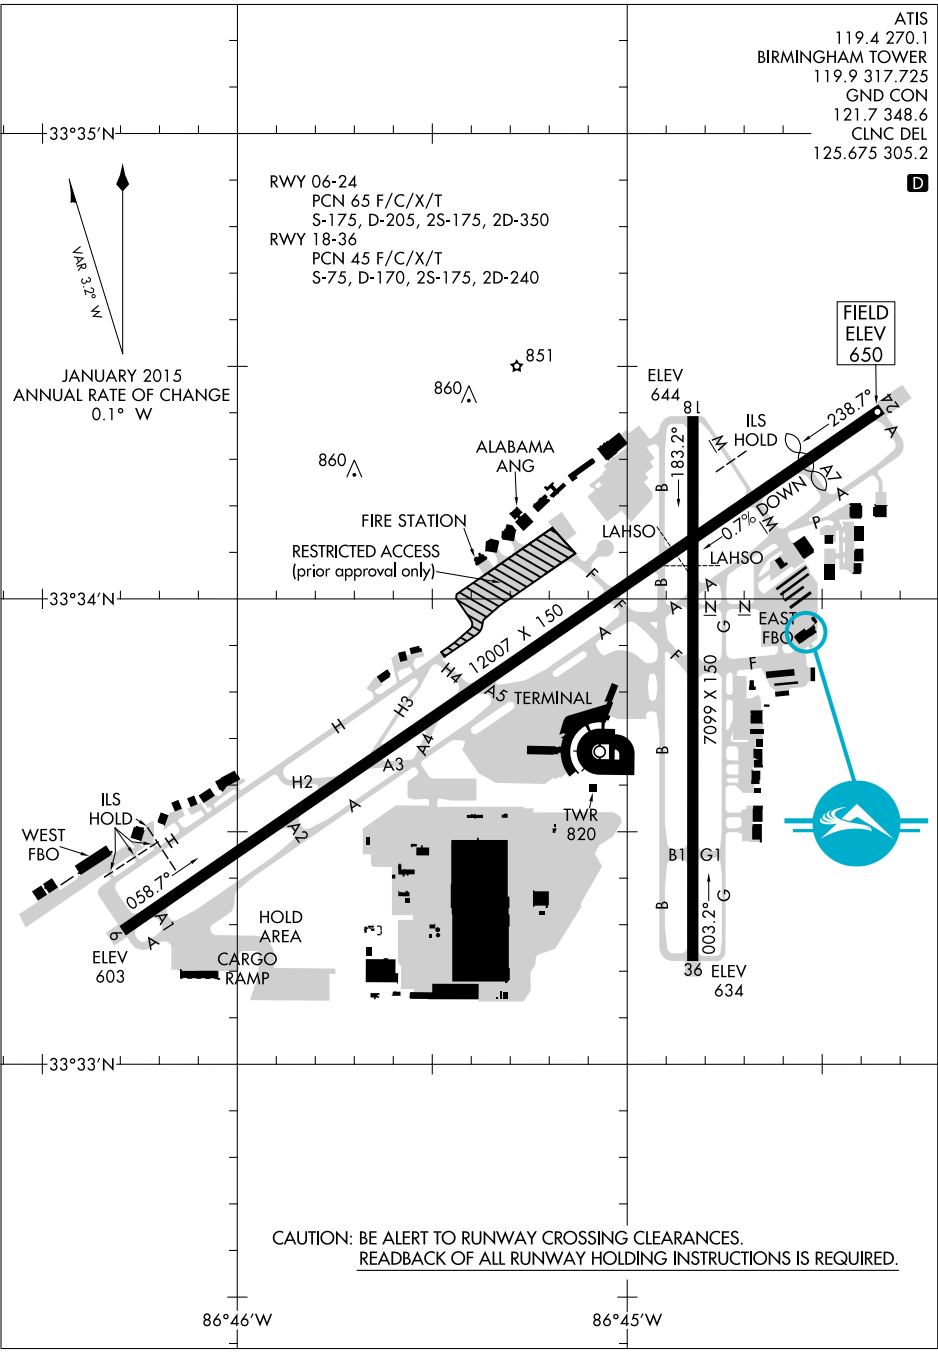 ATIS
119.4 270.1
BIRMINGHAM TOWER
119.9 317.725
GND CON
121.7 348.6
CLNC DEL
125.675 305.2
D
33°35'N
RWY 06-24
PCN 65 F/C/X/T
S-175, D-205, 2S-175, 2D-350
RWY 18-36
PCN 45 F/C/X/T
S-75, D-170, 2S-175, 2D-240
VAR 3.2° W
JANUARY 2015
ANNUAL RATE OF CHANGE
0.1° W
FIELD
ELEV
650
851
860
860
ELEV
644
18
ILS
HOLD
238.7°
24
A
M
183.2°
B
ALABAMA
ANG
A7
A
0.7% DOWN
M
P
FIRE STATION
LAHSO
LAHSO
RESTRICTED ACCESS
(prior approval only)
33°34'N
F
F
B
A
A
N
N
G
A
F
EAST
FBO
12007 X 150
H4
A5
F
TERMINAL
7099 X 150
H
H3
A4
A3
B
H2
A
A2
TWR
820
ILS
HOLD
WEST
FBO
H
058.7°
B1
G1
B
G
003.2°
A1
A
6
HOLD
AREA
ELEV
603
CARGO
RAMP
36
ELEV
634
33°33'N
CAUTION: BE ALERT TO RUNWAY CROSSING CLEARANCES.
READBACK OF ALL RUNWAY HOLDING INSTRUCTIONS IS REQUIRED.
86°46'W
86°45'W